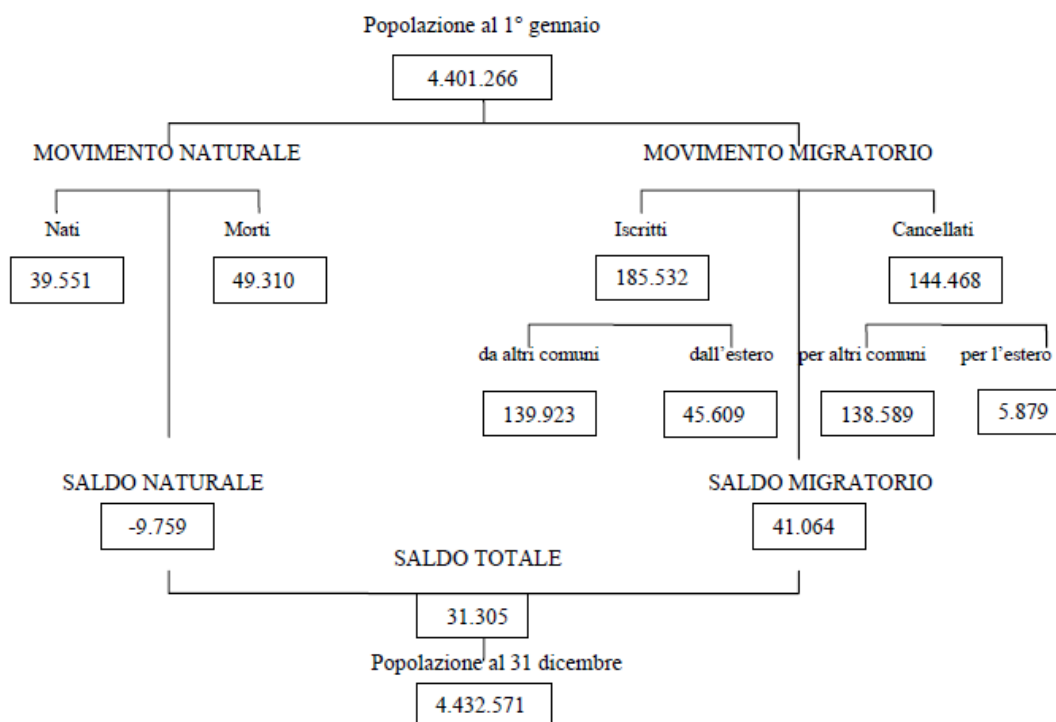 Popolazione al 1° gennaio
4.401.266
MOVIMENTO NATURALE MOVIMENTO MIGRATORIO
Nati Morti Iscritti Cancellati
39.551 49.310 185.532 144.468
da altri comuni dall'estero per altri comuni per l'estero
139.923 45.609 138.589 5.879
SALDO NATURALE SALDO MIGRATORIO
-9.759 41.064
SALDO TOTALE
31.305
Popolazione al 31 dicembre
4.432.571